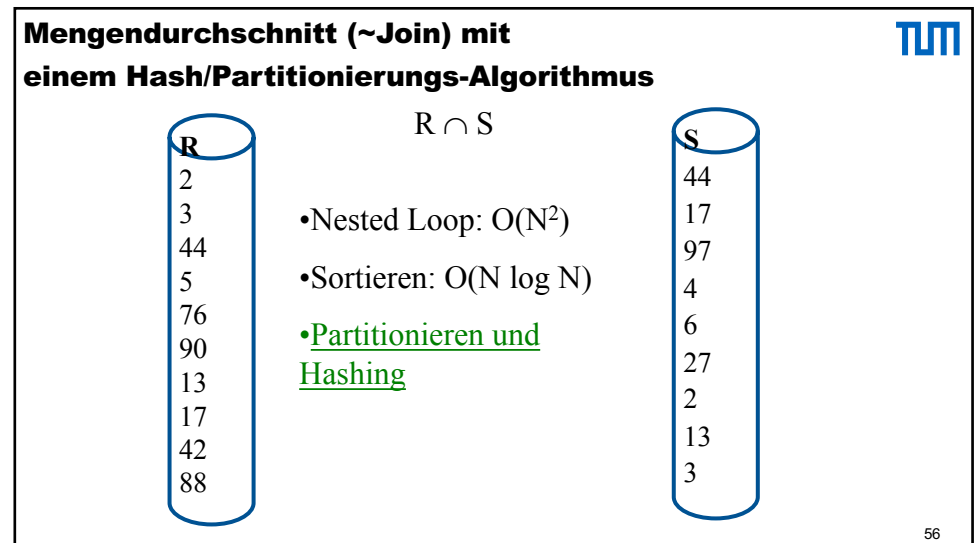 Mengendurchschnitt (~Join) mit
einem Hash/Partitionierungs-Algorithmus
TUM
R ∩ S
R
2
3
44
5
76
90
13
17
42
88
•Nested Loop: O(N²)
•Sortieren: O(N log N)
•Partitionieren und
Hashing
S
44
17
97
4
6
27
2
13
3
56